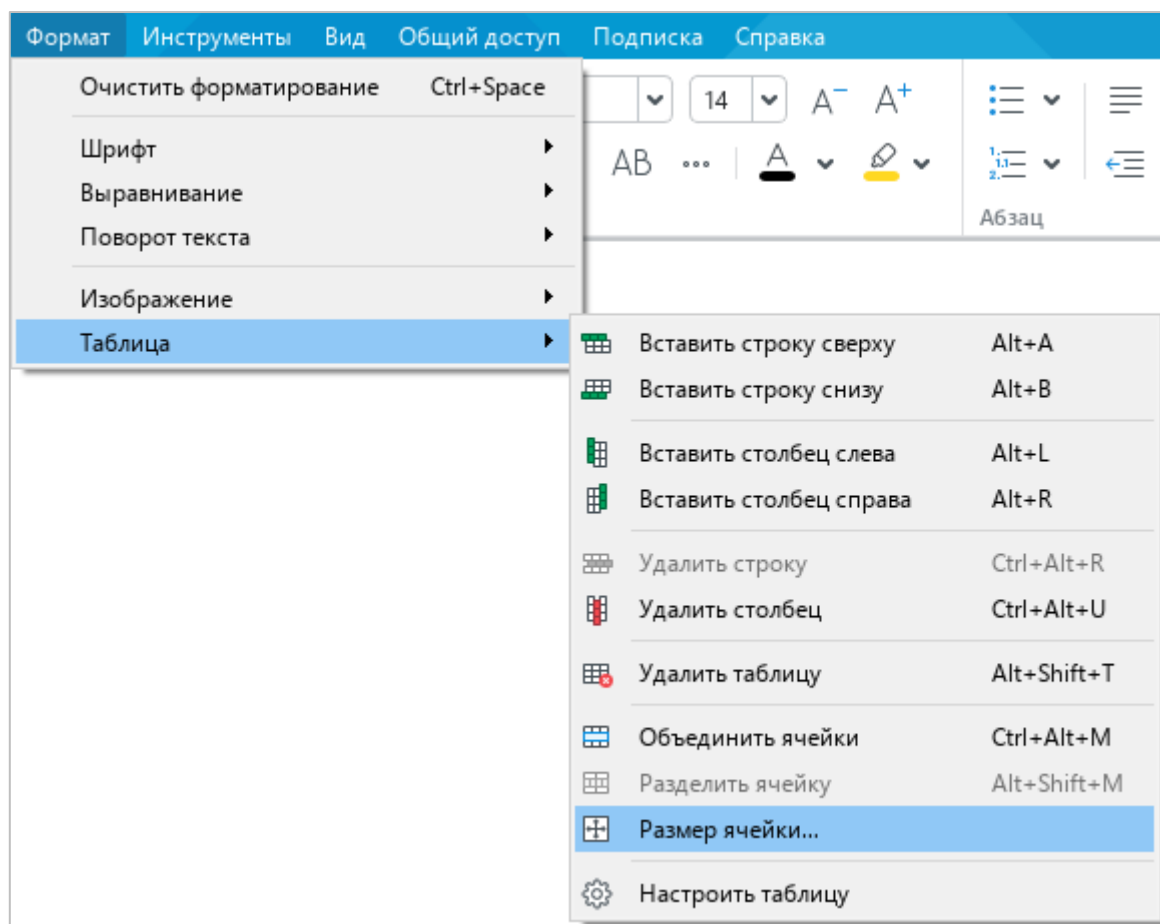 Формат Инструменты Вид Общий доступ Подписка Справка
Очистить форматирование Ctrl+Space
14 A− A+
Шрифт
AB A
Выравнивание
Поворот текста
Абзац
Изображение
Таблица
Вставить строку сверху Alt+A
Вставить строку снизу Alt+B
Вставить столбец слева Alt+L
Вставить столбец справа Alt+R
Удалить строку Ctrl+Alt+R
Удалить столбец Ctrl+Alt+U
Удалить таблицу Alt+Shift+T
Объединить ячейки Ctrl+Alt+M
Разделить ячейку Alt+Shift+M
Размер ячейки...
Настроить таблицу